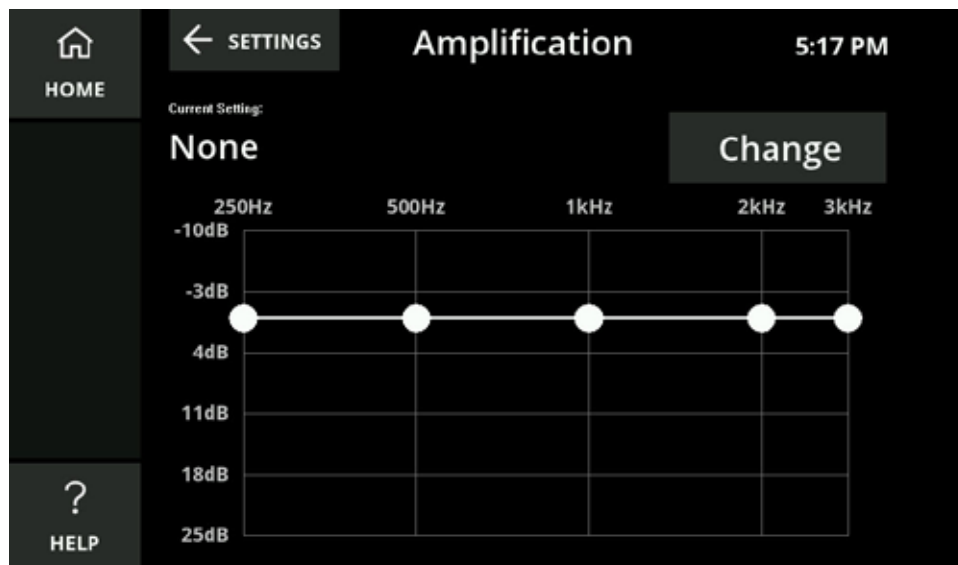 HOME
← SETTINGS
Amplification
5:17 PM
Current Setting:
None
Change
250Hz 500Hz 1kHz 2kHz 3kHz
-10dB
-3dB
4dB
11dB
18dB
25dB
?
HELP